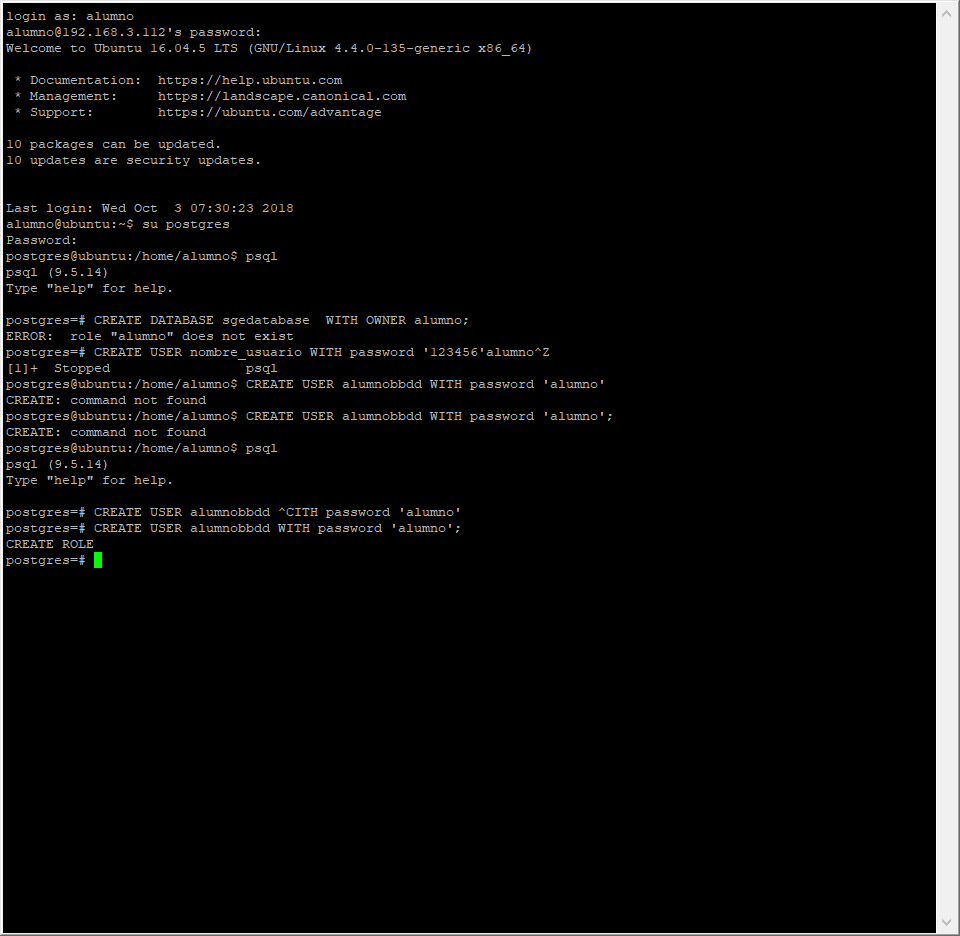 login as: alumno
alumno@192.168.3.112's password:
Welcome to Ubuntu 16.04.5 LTS (GNU/Linux 4.4.0-135-generic x86_64)
 * Documentation:  https://help.ubuntu.com
 * Management:     https://landscape.canonical.com
 * Support:        https://ubuntu.com/advantage
10 packages can be updated.
10 updates are security updates.
Last login: Wed Oct  3 07:30:23 2018
alumno@ubuntu:~$ su postgres
Password:
postgres@ubuntu:/home/alumno$ psql
psql (9.5.14)
Type "help" for help.
postgres=# CREATE DATABASE sgedatabase  WITH OWNER alumno;
ERROR:  role "alumno" does not exist
postgres=# CREATE USER nombre_usuario WITH password '123456'alumno^Z
[1]+  Stopped                 psql
postgres@ubuntu:/home/alumno$ CREATE USER alumnobbdd WITH password 'alumno'
CREATE: command not found
postgres@ubuntu:/home/alumno$ CREATE USER alumnobbdd WITH password 'alumno';
CREATE: command not found
postgres@ubuntu:/home/alumno$ psql
psql (9.5.14)
Type "help" for help.
postgres=# CREATE USER alumnobbdd ^CITH password 'alumno'
postgres=# CREATE USER alumnobbdd WITH password 'alumno';
CREATE ROLE
postgres=#